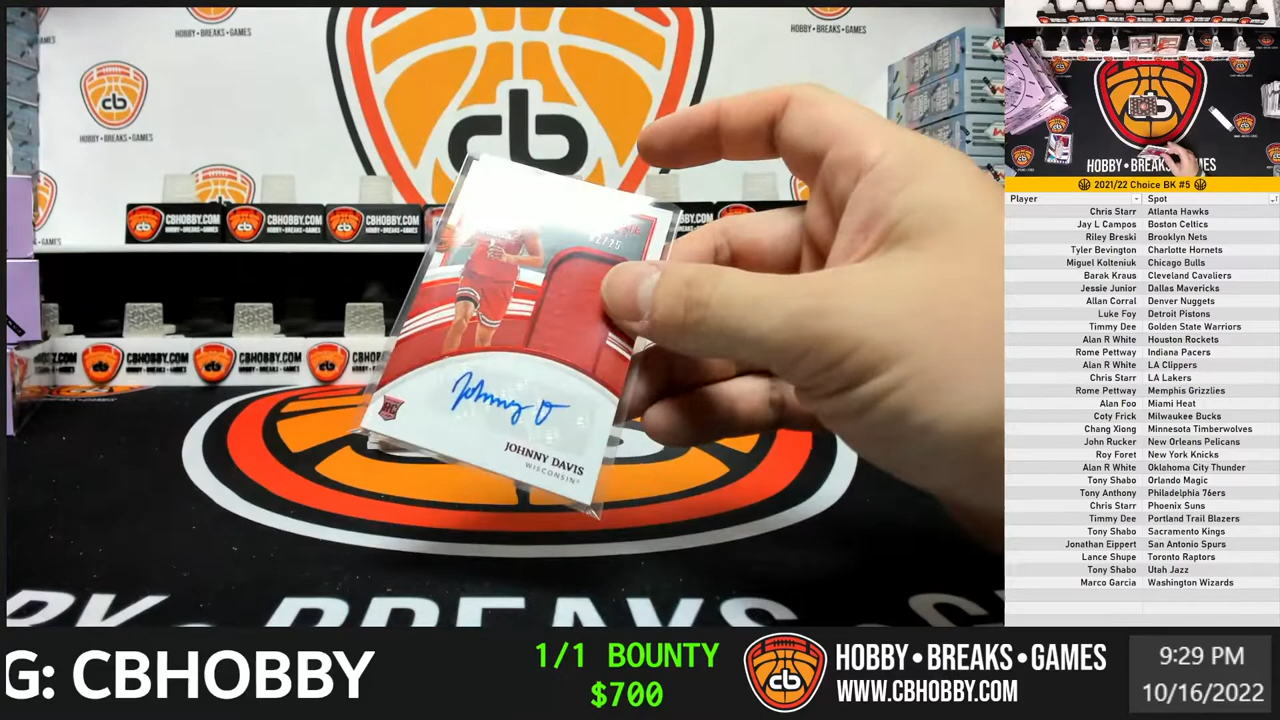 HOBBY • BREAKS • GAMES
HOBBY • BREAKS • GAMES
cb
HOBBY • BREAKS • GAMES
cb
CBHOBBY.COM
CBHOBBY.COM
CBHOBBY.COM
/25
Johnny D
RC
JOHNNY DAVIS
WISCONSIN
CBHOBBY.COM
CBHOBBY.COM
BREAKS
HOBBY • BREAKS • GAMES
2021/22 Choice BK #5
Player Spot
Chris Starr Atlanta Hawks
Jay L Campos Boston Celtics
Riley Breski Brooklyn Nets
Tyler Bevington Charlotte Hornets
Miguel Kolteniuk Chicago Bulls
Barak Kraus Cleveland Cavaliers
Jessie Junior Dallas Mavericks
Allan Corral Denver Nuggets
Luke Foy Detroit Pistons
Timmy Dee Golden State Warriors
Alan R White Houston Rockets
Rome Pettway Indiana Pacers
Alan R White LA Clippers
Chris Starr LA Lakers
Rome Pettway Memphis Grizzlies
Alan Foo Miami Heat
Coty Frick Milwaukee Bucks
Chang Xiong Minnesota Timberwolves
John Rucker New Orleans Pelicans
Roy Foret New York Knicks
Alan R White Oklahoma City Thunder
Tony Shabo Orlando Magic
Tony Anthony Philadelphia 76ers
Chris Starr Phoenix Suns
Timmy Dee Portland Trail Blazers
Tony Shabo Sacramento Kings
Jonathan Eippert San Antonio Spurs
Lance Shupe Toronto Raptors
Tony Shabo Utah Jazz
Marco Garcia Washington Wizards
G: CBHOBBY
1/1 BOUNTY
$700
cb
HOBBY • BREAKS • GAMES
WWW.CBHOBBY.COM
9:29 PM
10/16/2022